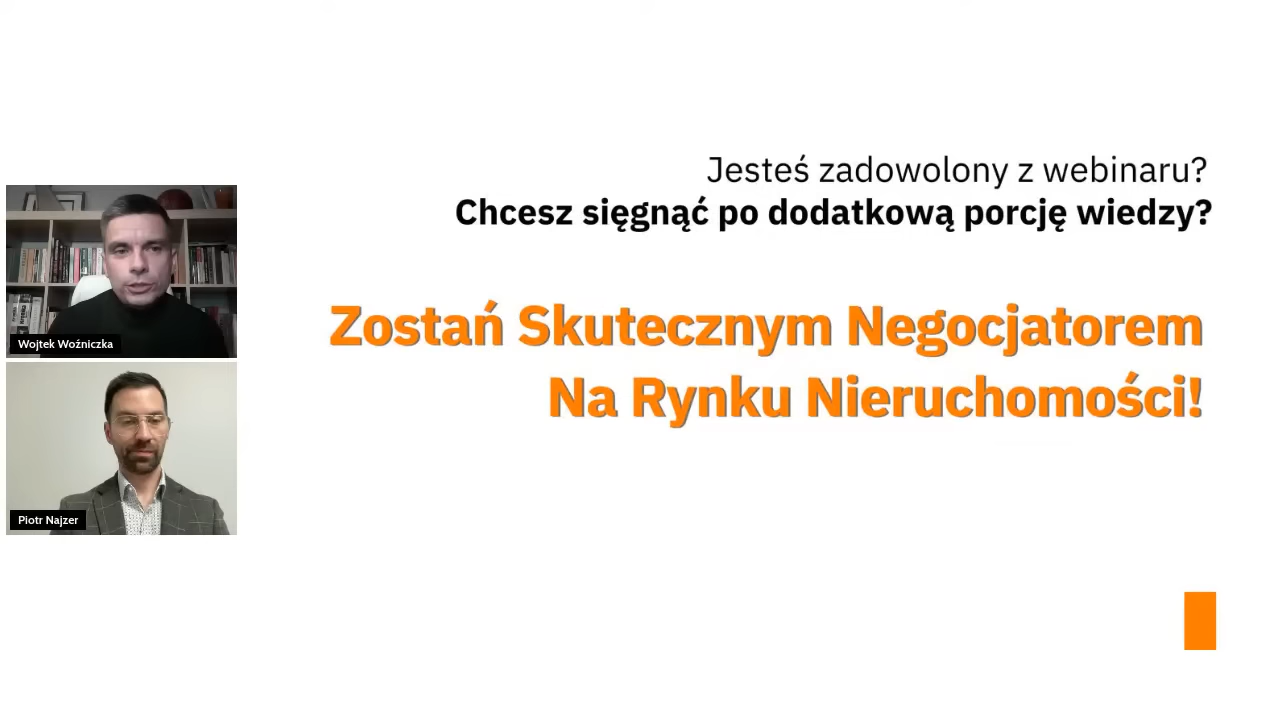 Jesteś zadowolony z webinaru?
Chcesz sięgnąć po dodatkową porcję wiedzy?
Zostań Skutecznym Negocjatorem
Na Rynku Nieruchomości!
Wojtek Woźniczka
Piotr Najzer